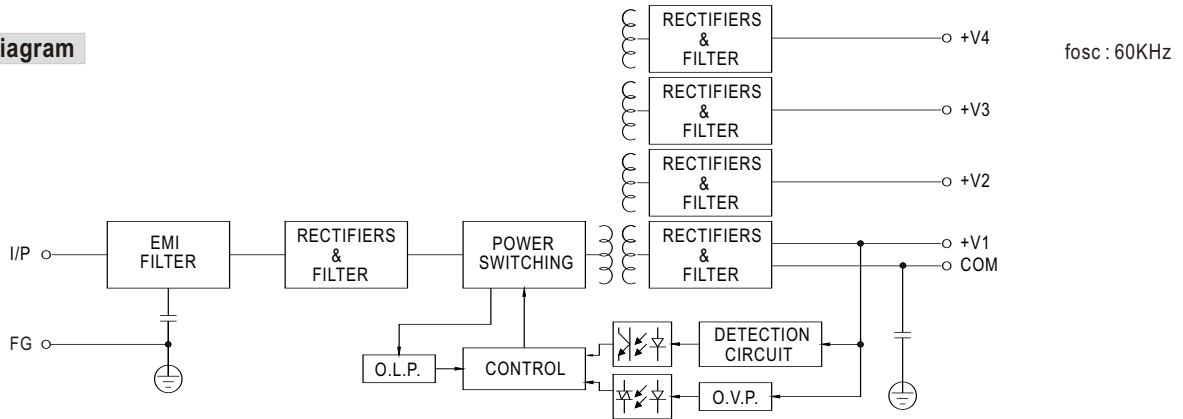 iagram
fosc : 60KHz
RECTIFIERS
&
FILTER
+V4
RECTIFIERS
&
FILTER
+V3
RECTIFIERS
&
FILTER
+V2
I/P
EMI
FILTER
RECTIFIERS
&
FILTER
POWER
SWITCHING
RECTIFIERS
&
FILTER
+V1
COM
FG
O.L.P.
CONTROL
DETECTION
CIRCUIT
O.V.P.